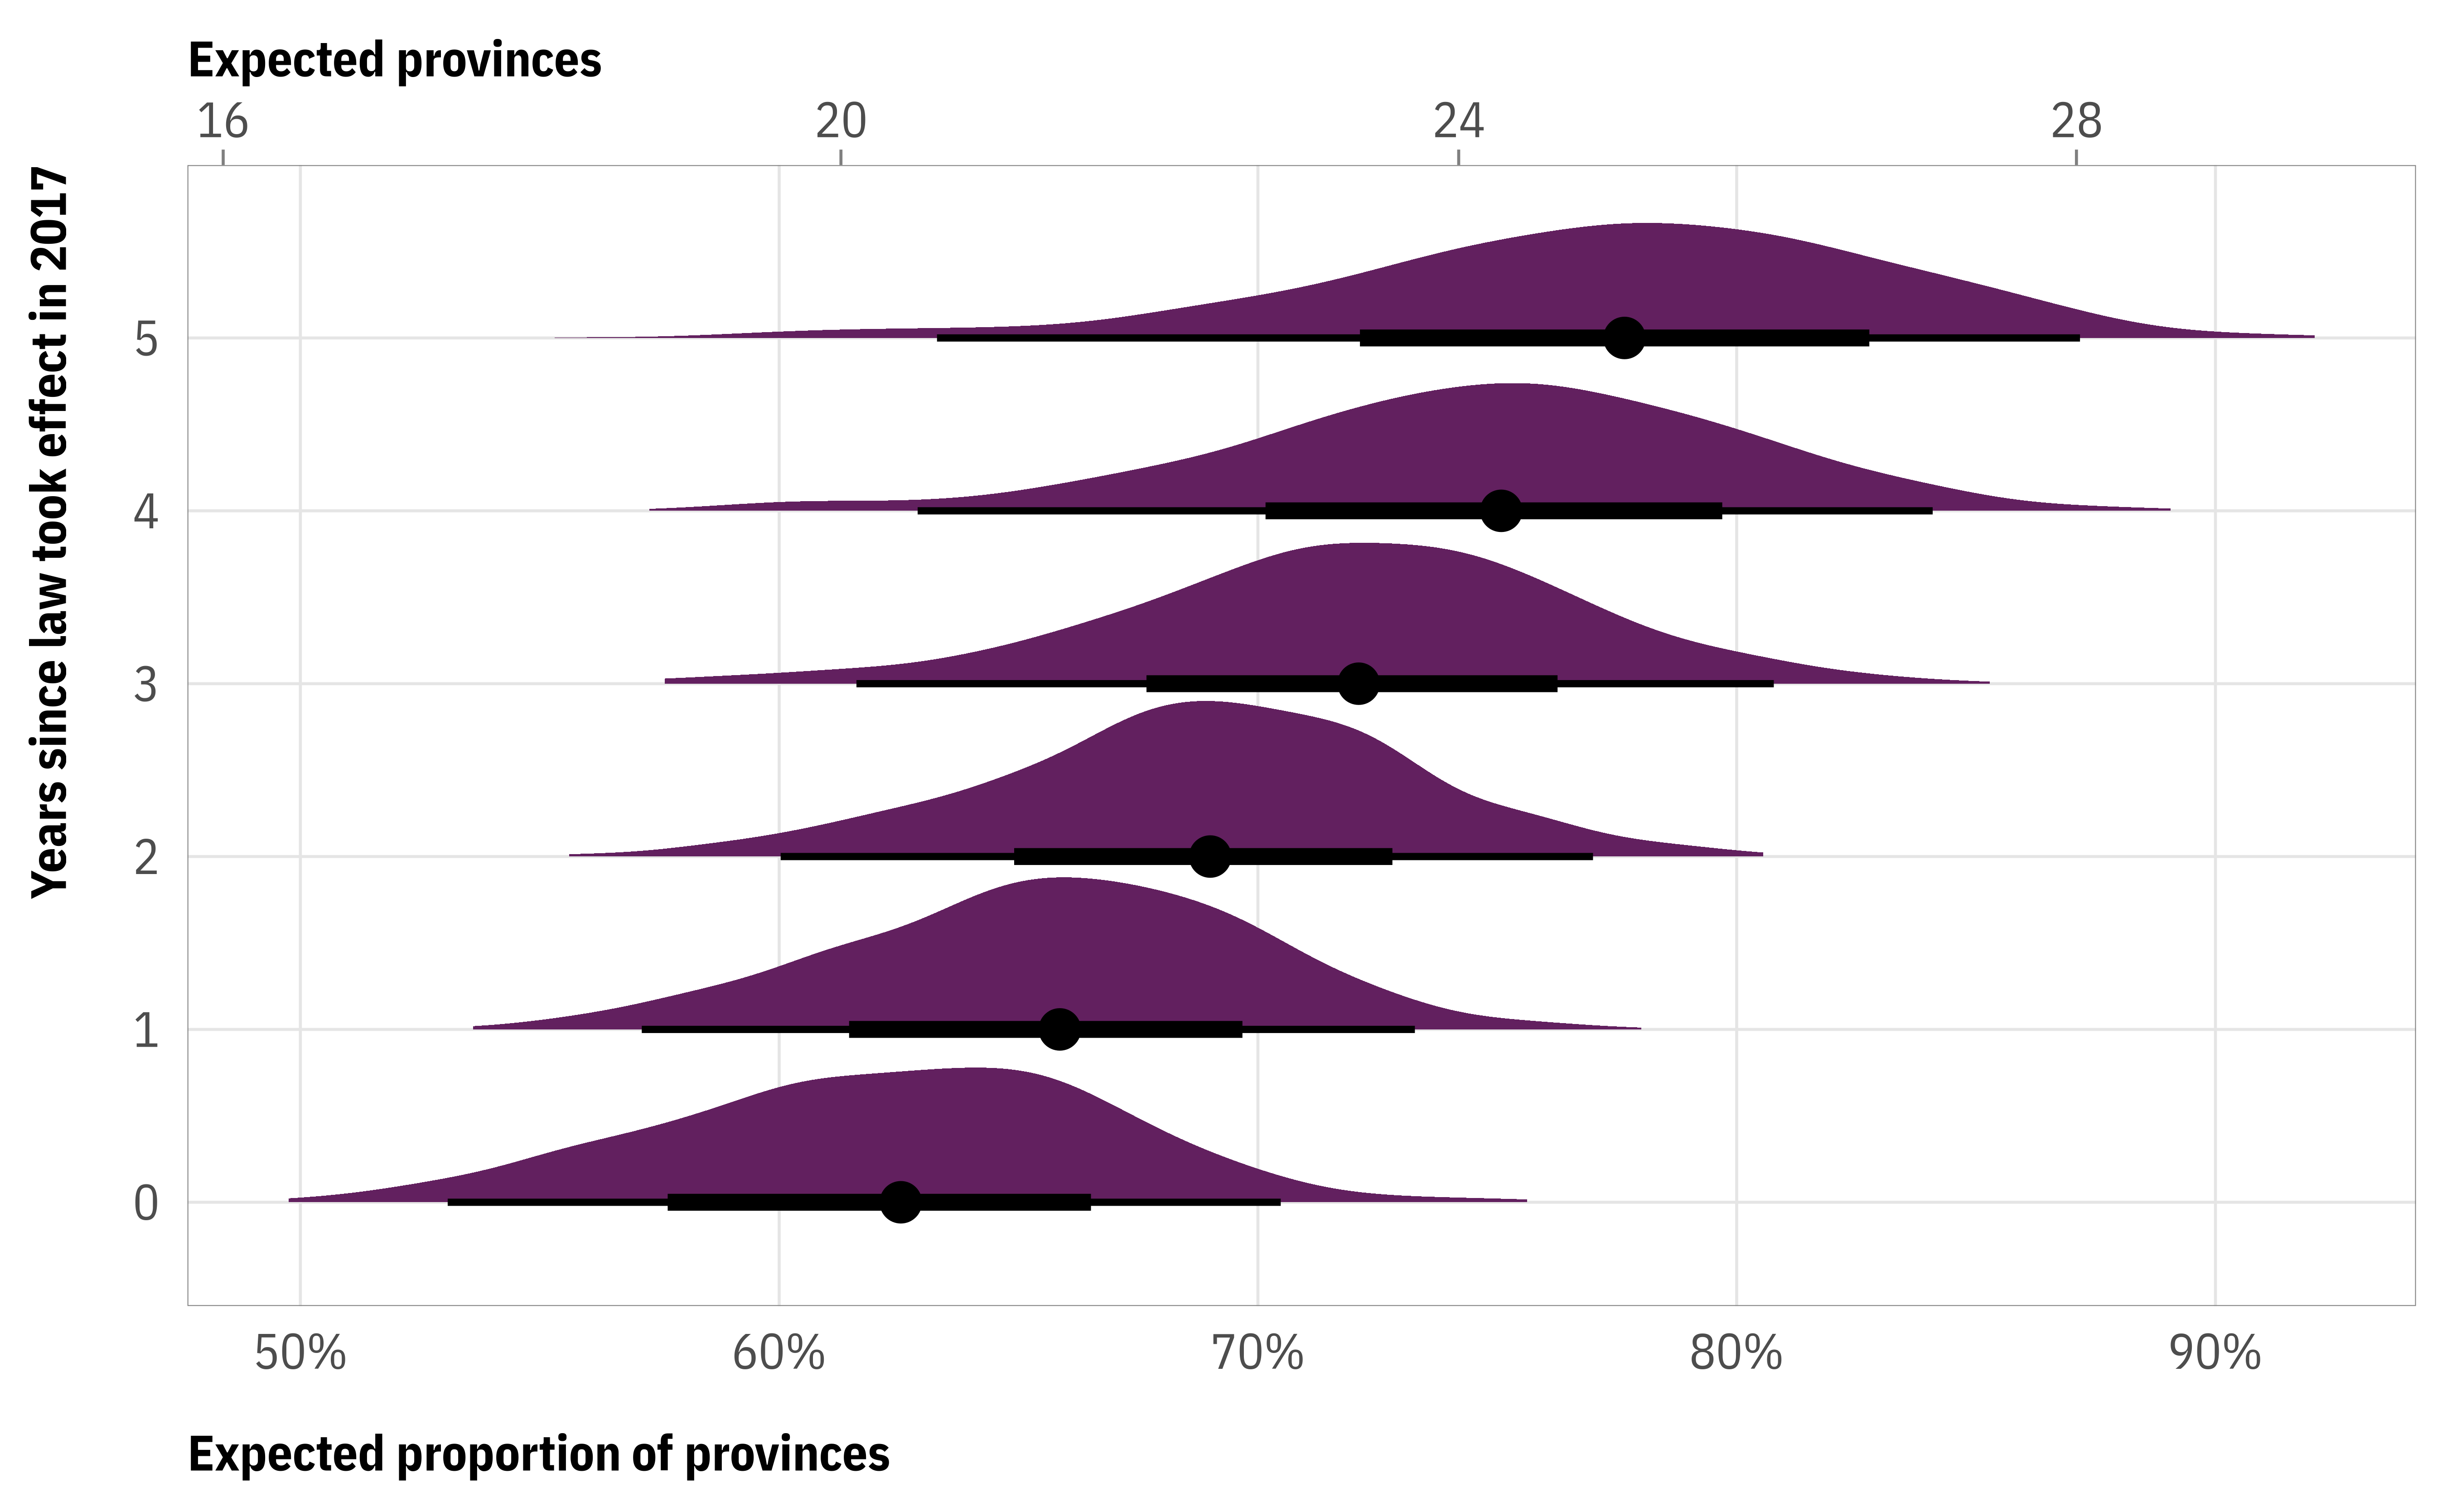 Expected provinces
16 20 24 28
Years since law took effect in 2017
5
4
3
2
1
0
50% 60% 70% 80% 90%
Expected proportion of provinces